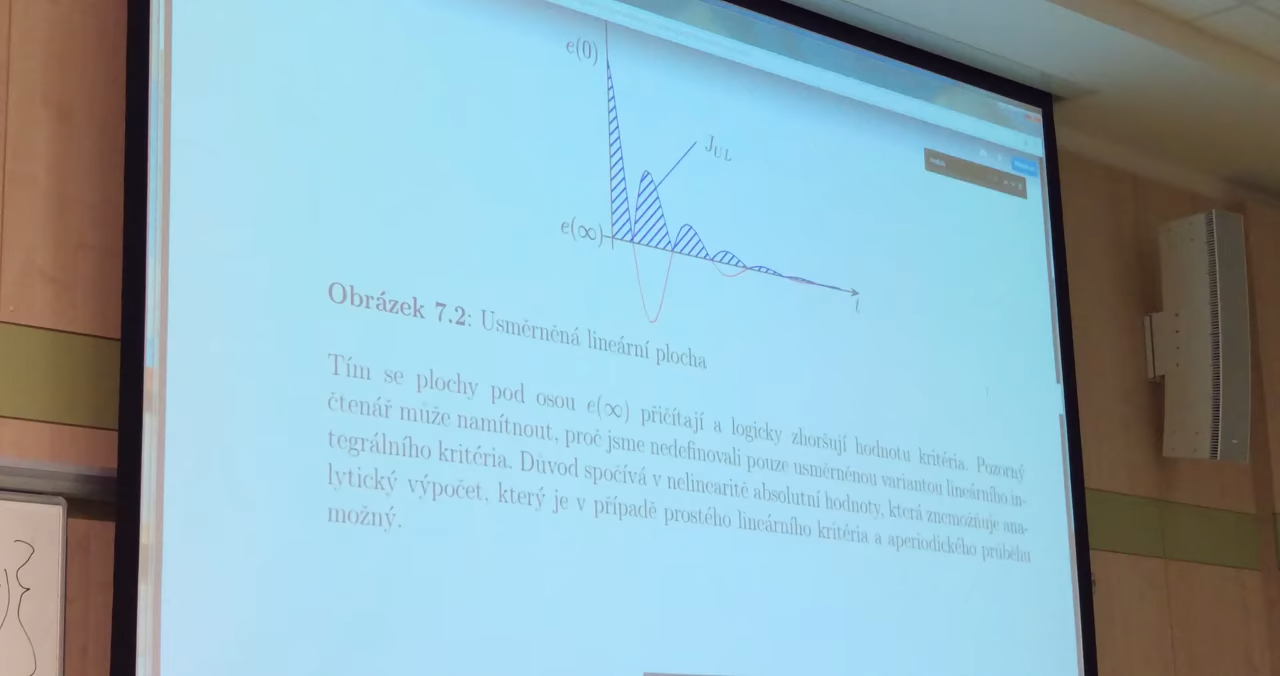 e(0)
J_{UL}
e(∞)
t
Obrázek 7.2: Usměrněná lineární plocha
Tím se plochy pod osou e(∞) přičítají a logicky zhoršují hodnotu kritéria. Pozorný
čtenář může namítnout, proč jsme nedefinovali pouze usměrněnou variantou lineárního in-
tegrálního kritéria. Důvod spočívá v nelinearitě absolutní hodnoty, která znemožňuje ana-
lytický výpočet, který je v případě prostého lineárního kritéria a aperiodického průběhu
možný.